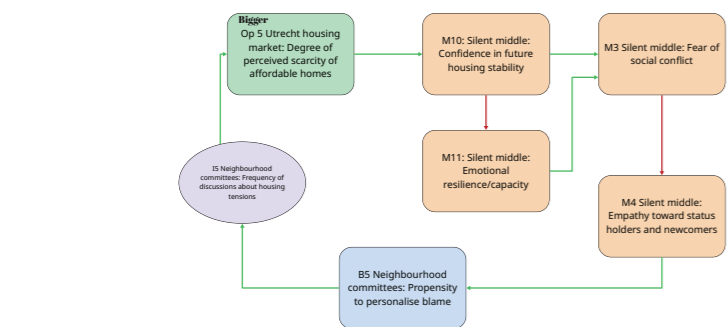 Bigger
Op 5 Utrecht housing
market: Degree of
perceived scarcity of
affordable homes
M10: Silent middle:
Confidence in future
housing stability
M3 Silent middle: Fear of
social conflict
M11: Silent middle:
Emotional
resilience/capacity
I5 Neighbourhood
committees: Frequency of
discussions about housing
tensions
M4 Silent middle:
Empathy toward status
holders and newcomers
B5 Neighbourhood
committees: Propensity
to personalise blame